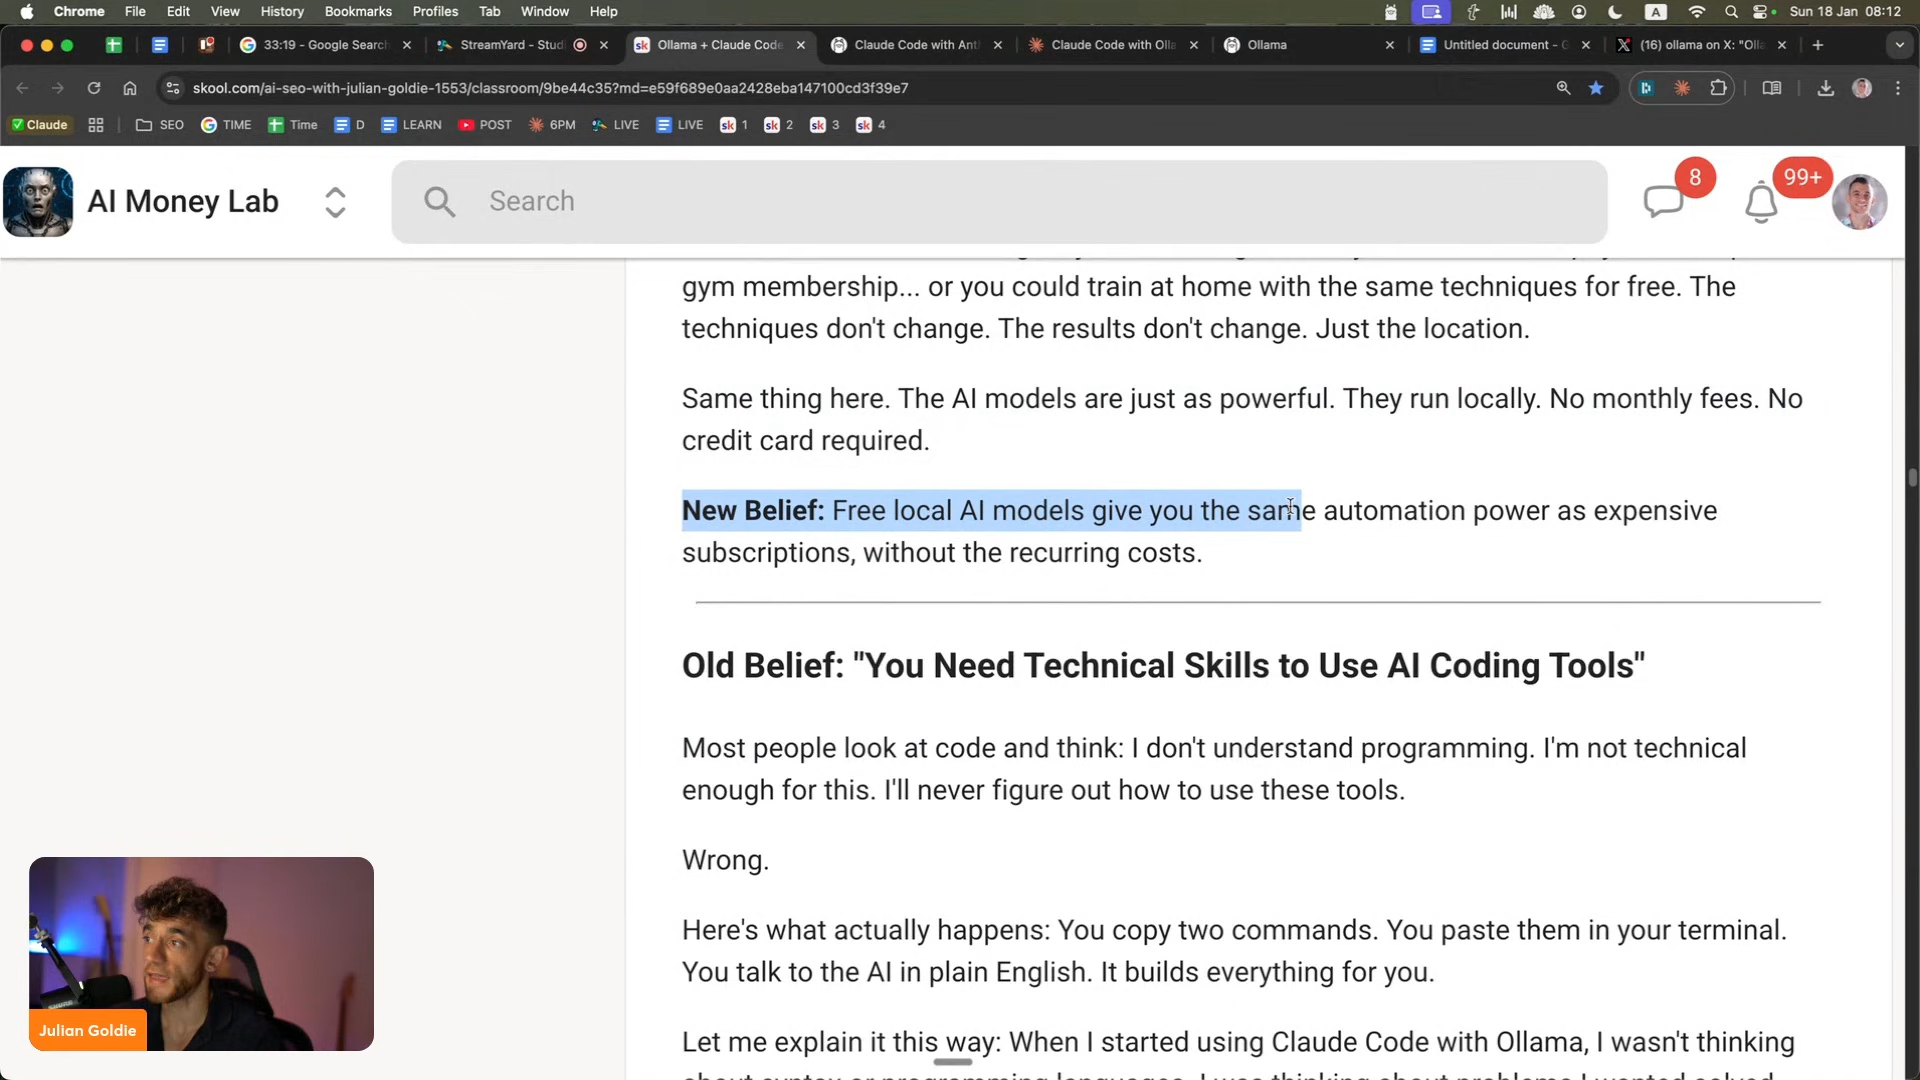 Chrome File Edit View History Bookmarks Profiles Tab Window Help A Sun 18 Jan 08:12
33:19 - Google Search StreamYard - Studi Ollama + Claude Code Claude Code with Ant Claude Code with Olla Ollama Untitled document - G (16) ollama on X: "Olla
skool.com/ai-seo-with-julian-goldie-1553/classroom/9be44c35?md=e59f689e0aa2428eba147100cd3f39e7
Claude SEO TIME Time D LEARN POST 6PM LIVE LIVE 1 2 3 4
AI Money Lab Search 8 99+
gym membership... or you could train at home with the same techniques for free. The
techniques don't change. The results don't change. Just the location.
Same thing here. The AI models are just as powerful. They run locally. No monthly fees. No
credit card required.
New Belief: Free local AI models give you the same automation power as expensive
subscriptions, without the recurring costs.
Old Belief: "You Need Technical Skills to Use AI Coding Tools"
Most people look at code and think: I don't understand programming. I'm not technical
enough for this. I'll never figure out how to use these tools.
Wrong.
Here's what actually happens: You copy two commands. You paste them in your terminal.
You talk to the AI in plain English. It builds everything for you.
Let me explain it this way: When I started using Claude Code with Ollama, I wasn't thinking
Julian Goldie